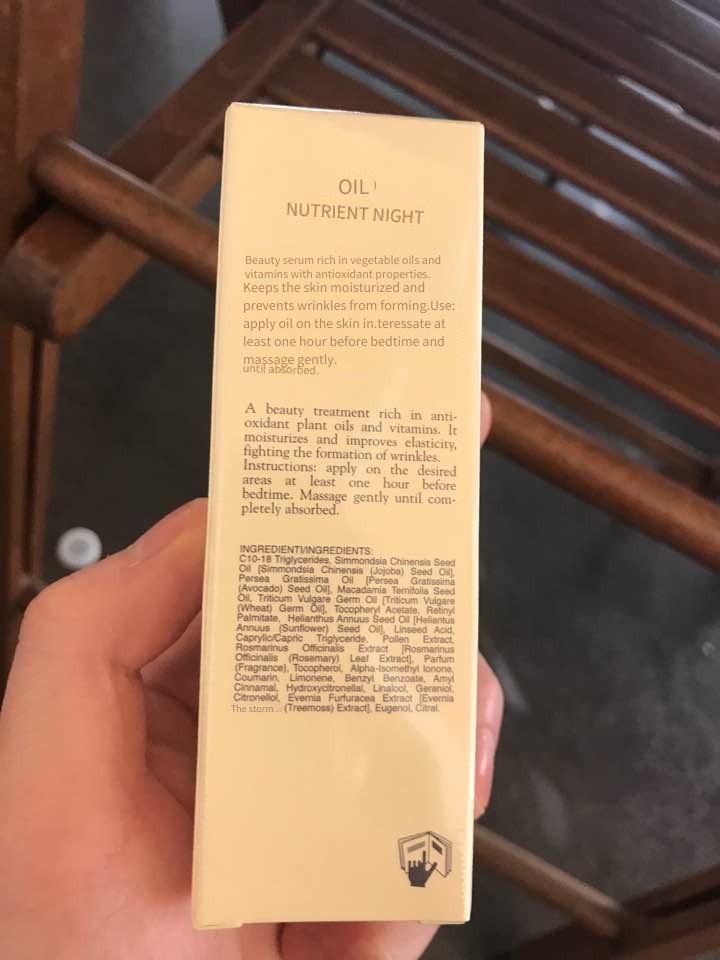 OIL
NUTRIENT NIGHT
Beauty serum rich in vegetable oils and
vitamins with antioxidant properties.
Keeps the skin moisturized and
prevents wrinkles from forming.Use:
apply oil on the skin in.teressate at
least one hour before bedtime and
massage gently.
until absorbed.
A beauty treatment rich in anti-
oxidant plant oils and vitamins. It
moisturizes and improves elasticity,
fighting the formation of wrinkles.
Instructions: apply on the desired
areas at least one hour before
bedtime. Massage gently until com-
pletely absorbed.
INGREDIENTI/INGREDIENTS:
C10-18 Triglycerides, Simmondsia Chinensis Seed
Oil [Simmondsia Chinensis (Jojoba) Seed Oil],
Persea Gratissima Oil [Persea Gratissima
(Avocado) Seed Oil], Macadamia Ternifolia Seed
Oil, Triticum Vulgare Germ Oil [Triticum Vulgare
(Wheat) Germ Oil], Tocopheryl Acetate, Retinyl
Palmitate, Helianthus Annuus Seed Oil [Heliantus
Annuus (Sunflower) Seed Oil], Linseed Acid,
Caprylic/Capric Triglyceride, Pollen Extract,
Rosmarinus Officinalis Extract [Rosmarinus
Officinalis (Rosemary) Leaf Extract], Parfum
(Fragrance), Tocopherol, Alpha-Isomethyl Ionone,
Coumarin, Limonene, Benzyl Benzoate, Amyl
Cinnamal, Hydroxycitronellal, Linalool, Geraniol,
Citronellol, Evernia Furfuracea Extract [Evernia
The storm... (Treemoss) Extract], Eugenol, Citral.